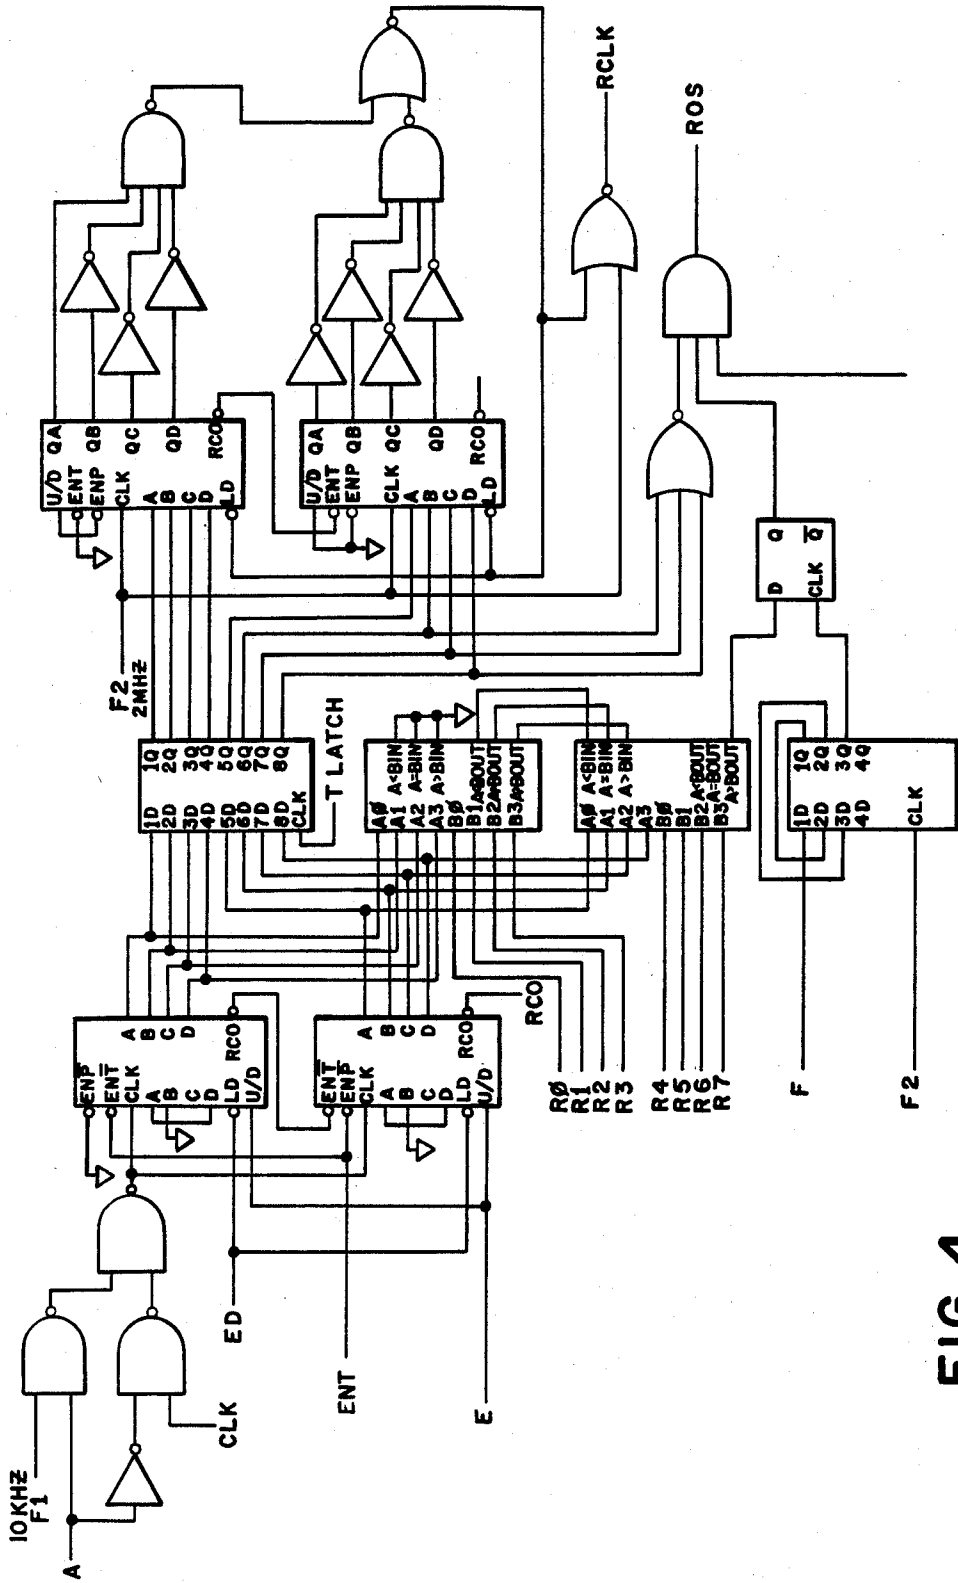 10 KHZ
F1
A
CLK
ED
ENT
E
ENP
ENT
CLK
A
B
C
D
LD
U/D
A
B
C
D
RCO
ENT
ENP
CLK
A
B
C
D
LD
U/D
A
B
C
D
RCO
RCO
1D
2D
3D
4D
5D
6D
7D
8D
CLK
1Q
2Q
3Q
4Q
5Q
6Q
7Q
8Q
T LATCH
F2
2MHZ
U/D
ENT
ENP
CLK
A
B
C
D
LD
QA
QB
QC
QD
RCO
U/D
ENT
ENP
CLK
A
B
C
D
LD
QA
QB
QC
QD
RCO
AØ
A1
A2
A3
BØ
B1
B2
B3
A<BIN
A=BIN
A>BIN
A<BOUT
A=BOUT
A>BOUT
AØ
A1
A2
A3
BØ
B1
B2
B3
A<BIN
A=BIN
A>BIN
A<BOUT
A=BOUT
A>BOUT
RØ
R1
R2
R3
R4
R5
R6
R7
1D
2D
3D
4D
CLK
1Q
2Q
3Q
4Q
F
F2
D
CLK
Q
Q
RCLK
ROS
FIG. 4